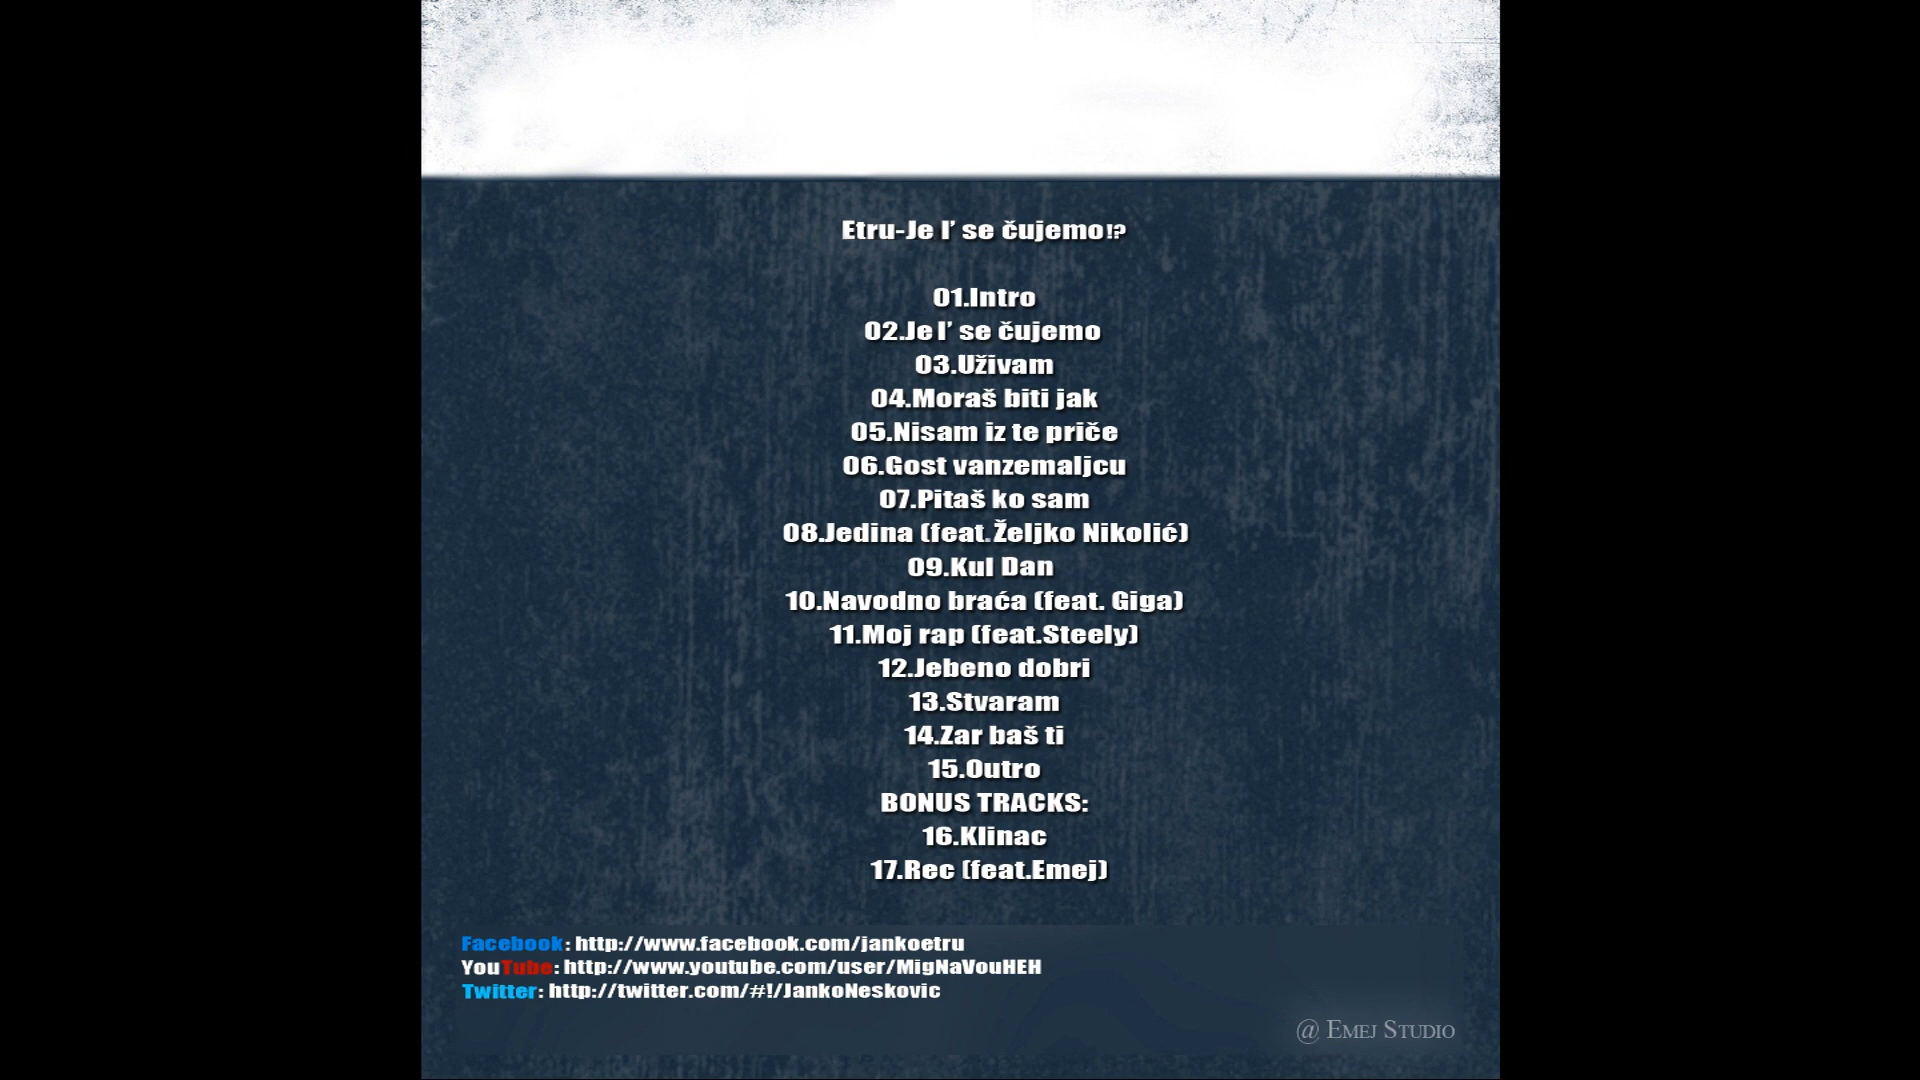 Etru-Je l' se čujemo!?
01.Intro
02.Je l' se čujemo
03.Uživam
04.Moraš biti jak
05.Nisam iz te priče
06.Gost vanzemaljcu
07.Pitaš ko sam
08.Jedina (feat.Željko Nikolić)
09.Kul Dan
10.Navodno braća (feat. Giga)
11.Moj rap (feat.Steely)
12.Jebeno dobri
13.Stvaram
14.Zar baš ti
15.Outro
BONUS TRACKS:
16.Klinac
17.Rec (feat.Emej)
Facebook: http://www.facebook.com/jankoetru
YouTube: http://www.youtube.com/user/MigNaVouHEH
Twitter: http://twitter.com/#!/JankoNeskovic
@ Emej Studio